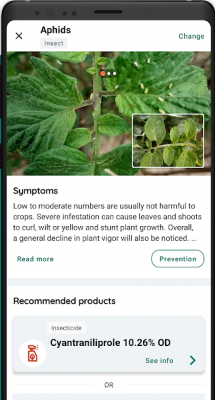 Aphids
Change
Insect
Symptoms
Low to moderate numbers are usually not harmful to
crops. Severe infestation can cause leaves and shoots
to curl, wilt or yellow and stunt plant growth. Overall,
a general decline in plant vigor will also be noticed. ...
Read more
Prevention
Recommended products
Insecticide
Cyantraniliprole 10.26% OD
See info
OR